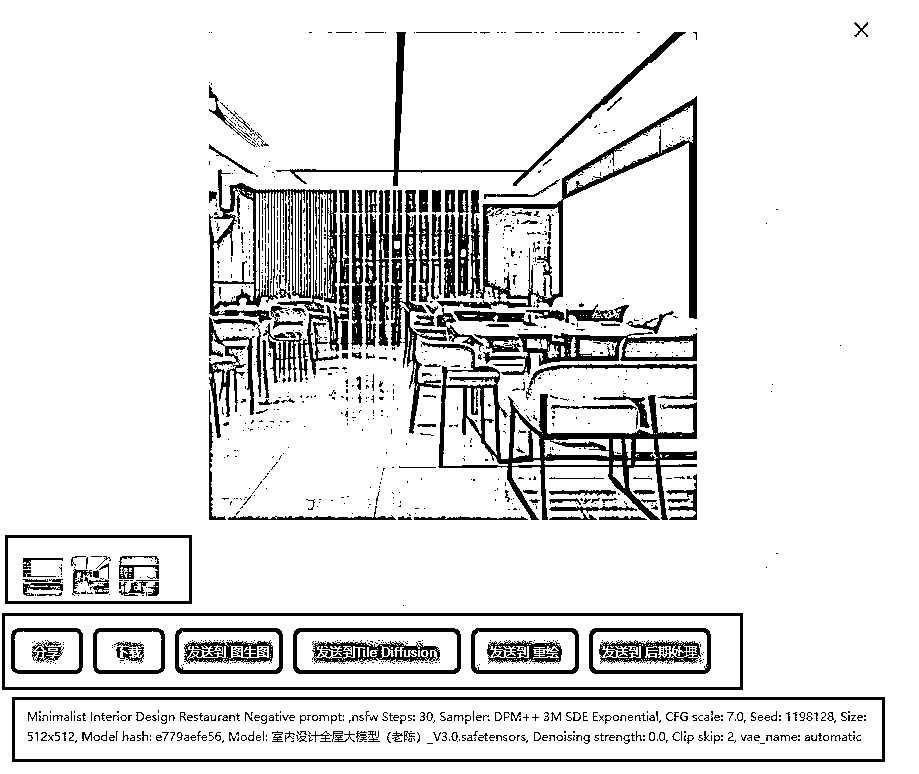 分享 下载 发送到 图生图 发送到Tile Diffusion 发送到 重绘 发送到 后期处理
Minimalist Interior Design Restaurant Negative prompt: ,nsfw Steps: 30, Sampler: DPM++ 3M SDE Exponential, CFG scale: 7.0, Seed: 1198128, Size:
512x512, Model hash: e779aefe56, Model: 室内设计全屋大模型（老陈）_V3.0.safetensors, Denoising strength: 0.0, Clip skip: 2, vae_name: automatic